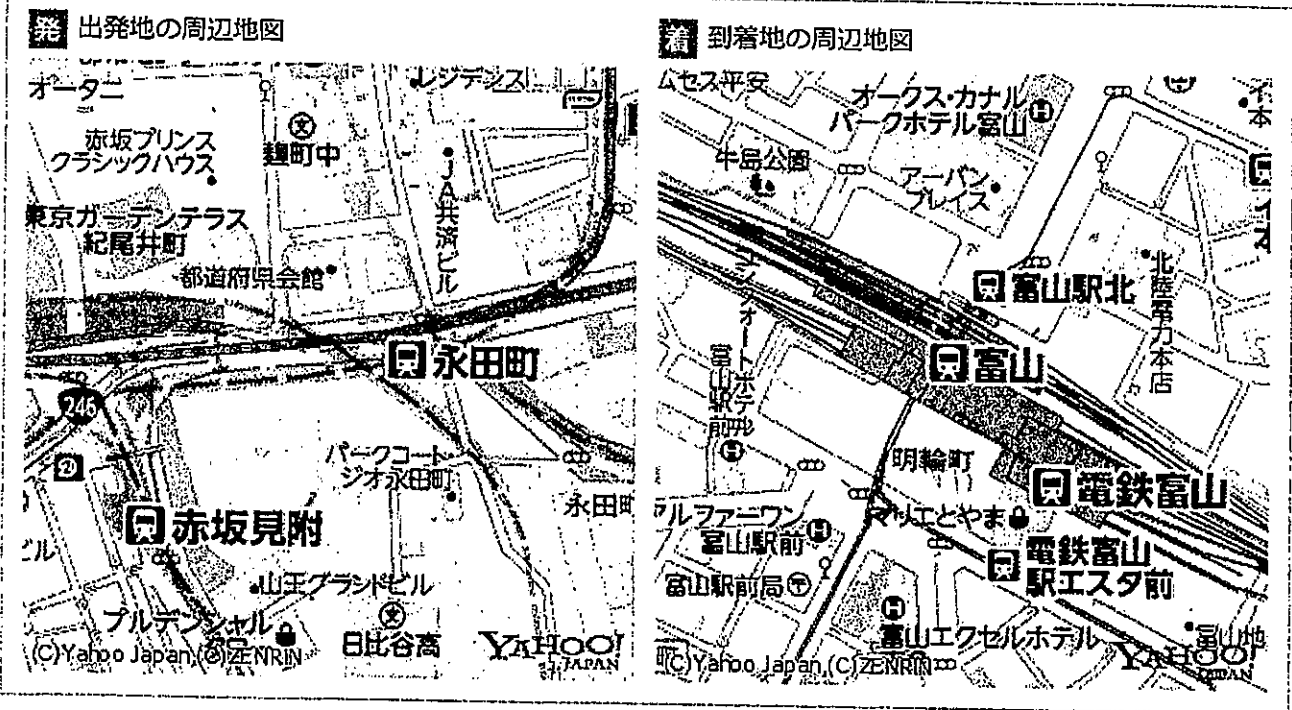 発 出発地の周辺地図
オータニ
レジデンス
赤坂プリンス
クラシックハウス
麹町中
JA共済ビル
東京ガーデンテラス
紀尾井町
都道府県会館
永田町
246
パークコート
ジオ永田町
永田町
赤坂見附
ビル
山王グランドビル
プルデンシャル
日比谷高
(C)Yahoo Japan,(C)ZENRIN
YAHOO!
JAPAN
着 到着地の周辺地図
ムセス平安
オークス・カナル
パークホテル富山
牛島公園
アーバン
プレイス
富山駅北
北陸電力本店
富山
明輪町
電鉄富山
アルファーワン
富山駅前
マリエとやま
電鉄富山
駅エスタ前
富山駅前局
富山エクセルホテル
富山地
町
(C)Yahoo Japan,(C)ZENRIN
YAHOO!
JAPAN